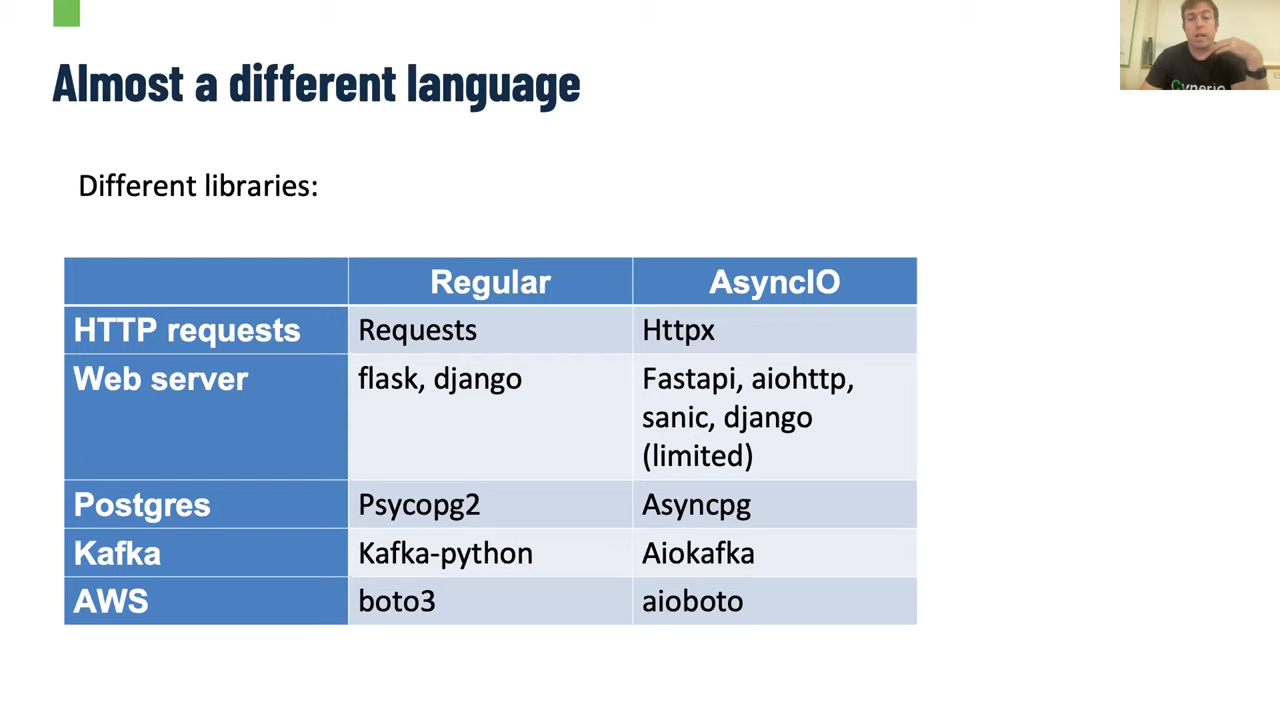 Almost a different language
Different libraries:
Regular AsyncIO
HTTP requests Requests Httpx
Web server flask, django Fastapi, aiohttp,
sanic, django
(limited)
Postgres Psycopg2 Asyncpg
Kafka Kafka-python Aiokafka
AWS boto3 aioboto
Cynerio